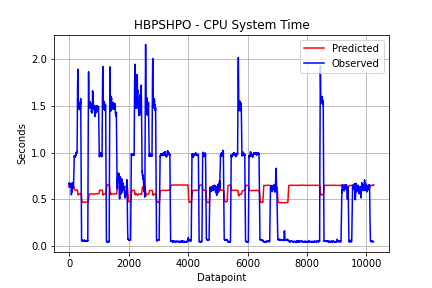 HBPSHPO - CPU System Time
Predicted
Observed
2.0
1.5
1.0
0.5
0.0
Seconds
0 2000 4000 6000 8000 10000
Datapoint